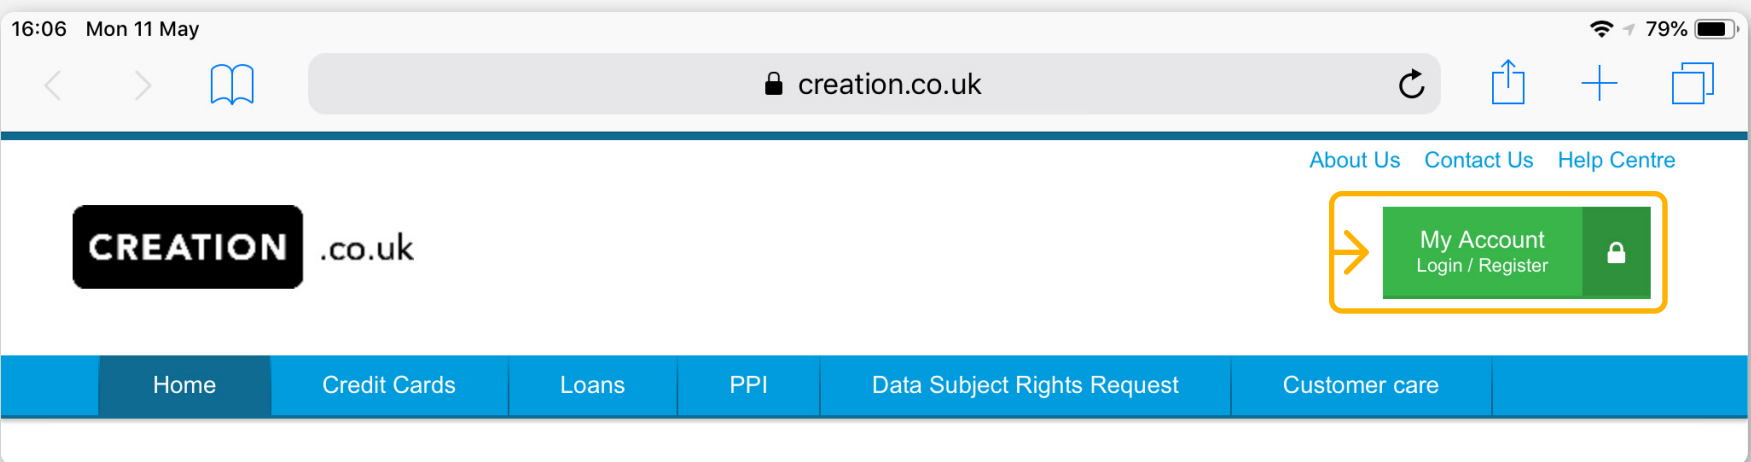 16:06 Mon 11 May 79%
creation.co.uk
About Us Contact Us Help Centre
CREATION .co.uk
My Account
Login / Register
Home Credit Cards Loans PPI Data Subject Rights Request Customer care